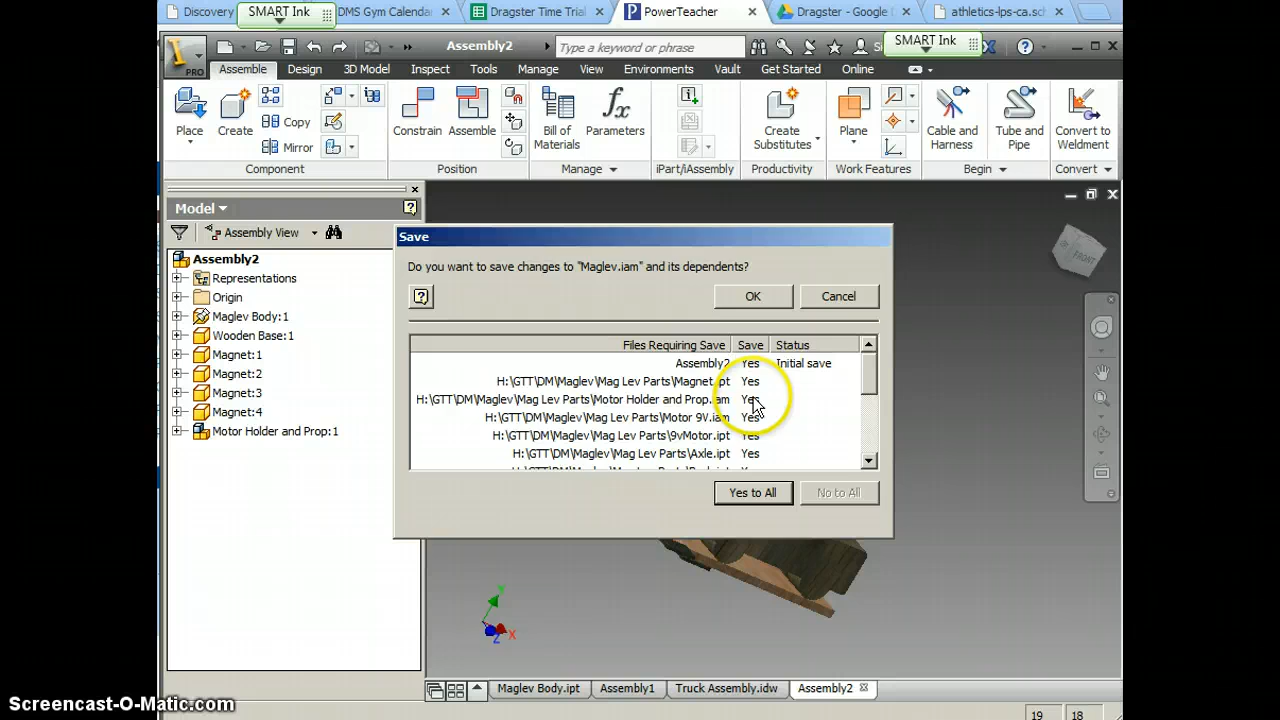 Discovery
SMART Ink
DMS Gym Calenda
Dragster Time Trial
PowerTeacher
Dragster - Google
athletics-lps-ca.sch
PRO
Assembly2
Type a keyword or phrase
SMART Ink
Assemble Design 3D Model Inspect Tools Manage View Environments Vault Get Started Online
Place Create Copy Mirror
Constrain Assemble
Bill of Materials Parameters
Create Substitutes
Plane
Cable and Harness
Tube and Pipe
Convert to Weldment
Component Position Manage iPart/iAssembly Productivity Work Features Begin Convert
Model
Assembly View
Assembly2
Representations
Origin
Maglev Body:1
Wooden Base:1
Magnet:1
Magnet:2
Magnet:3
Magnet:4
Motor Holder and Prop:1
FRONT
Save
Do you want to save changes to "Maglev.iam" and its dependents?
OK Cancel
Files Requiring Save Save Status
Assembly2 Yes Initial save
H:\GTT\DM\Maglev\Mag Lev Parts\Magnet.ipt Yes
H:\GTT\DM\Maglev\Mag Lev Parts\Motor Holder and Prop.iam Yes
H:\GTT\DM\Maglev\Mag Lev Parts\Motor 9V.iam Yes
H:\GTT\DM\Maglev\Mag Lev Parts\9vMotor.ipt Yes
H:\GTT\DM\Maglev\Mag Lev Parts\Axle.ipt Yes
Yes to All No to All
Y
X
Z
Maglev Body.ipt Assembly1 Truck Assembly.idw Assembly2
19 18
Screencast-O-Matic.com